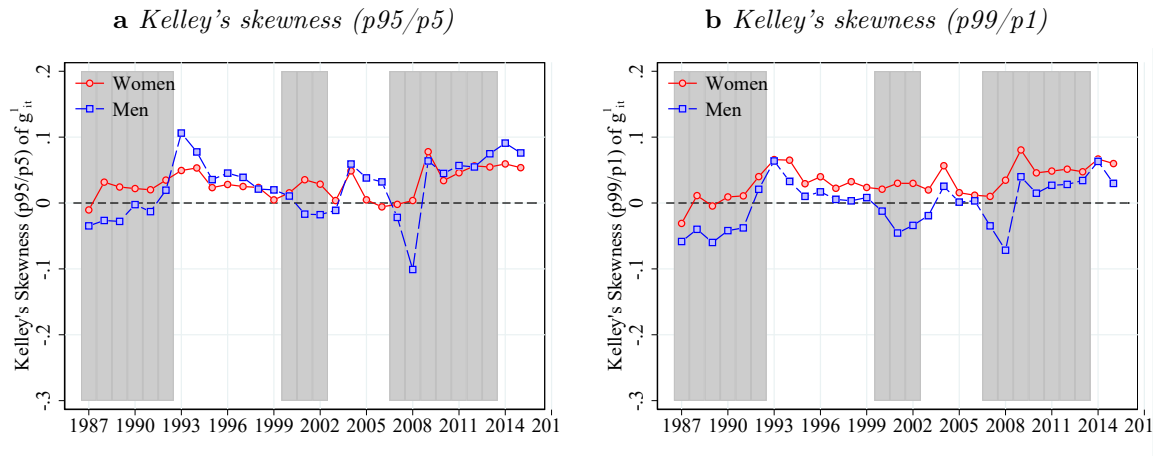 a Kelley's skewness (p95/p5)
Kelley's Skewness (p95/p5) of g¹ᵢₜ
.2
.1
0
-.1
-.2
-.3
Women
Men
1987 1990 1993 1996 1999 2002 2005 2008 2011 2014 201
b Kelley's skewness (p99/p1)
Kelley's Skewness (p99/p1) of g¹ᵢₜ
.2
.1
0
-.1
-.2
-.3
Women
Men
1987 1990 1993 1996 1999 2002 2005 2008 2011 2014 201